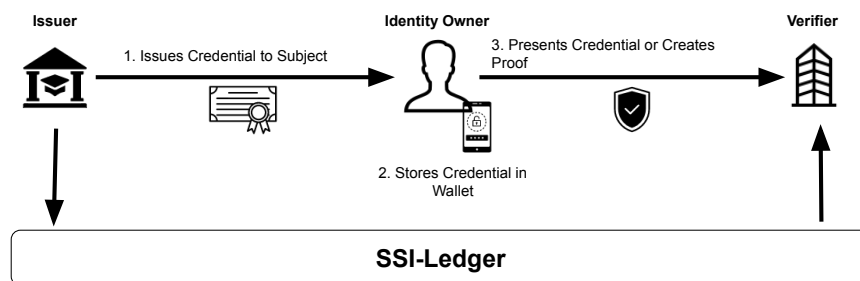 Issuer
Identity Owner
Verifier
1. Issues Credential to Subject
3. Presents Credential or Creates
Proof
2. Stores Credential in
Wallet
SSI-Ledger